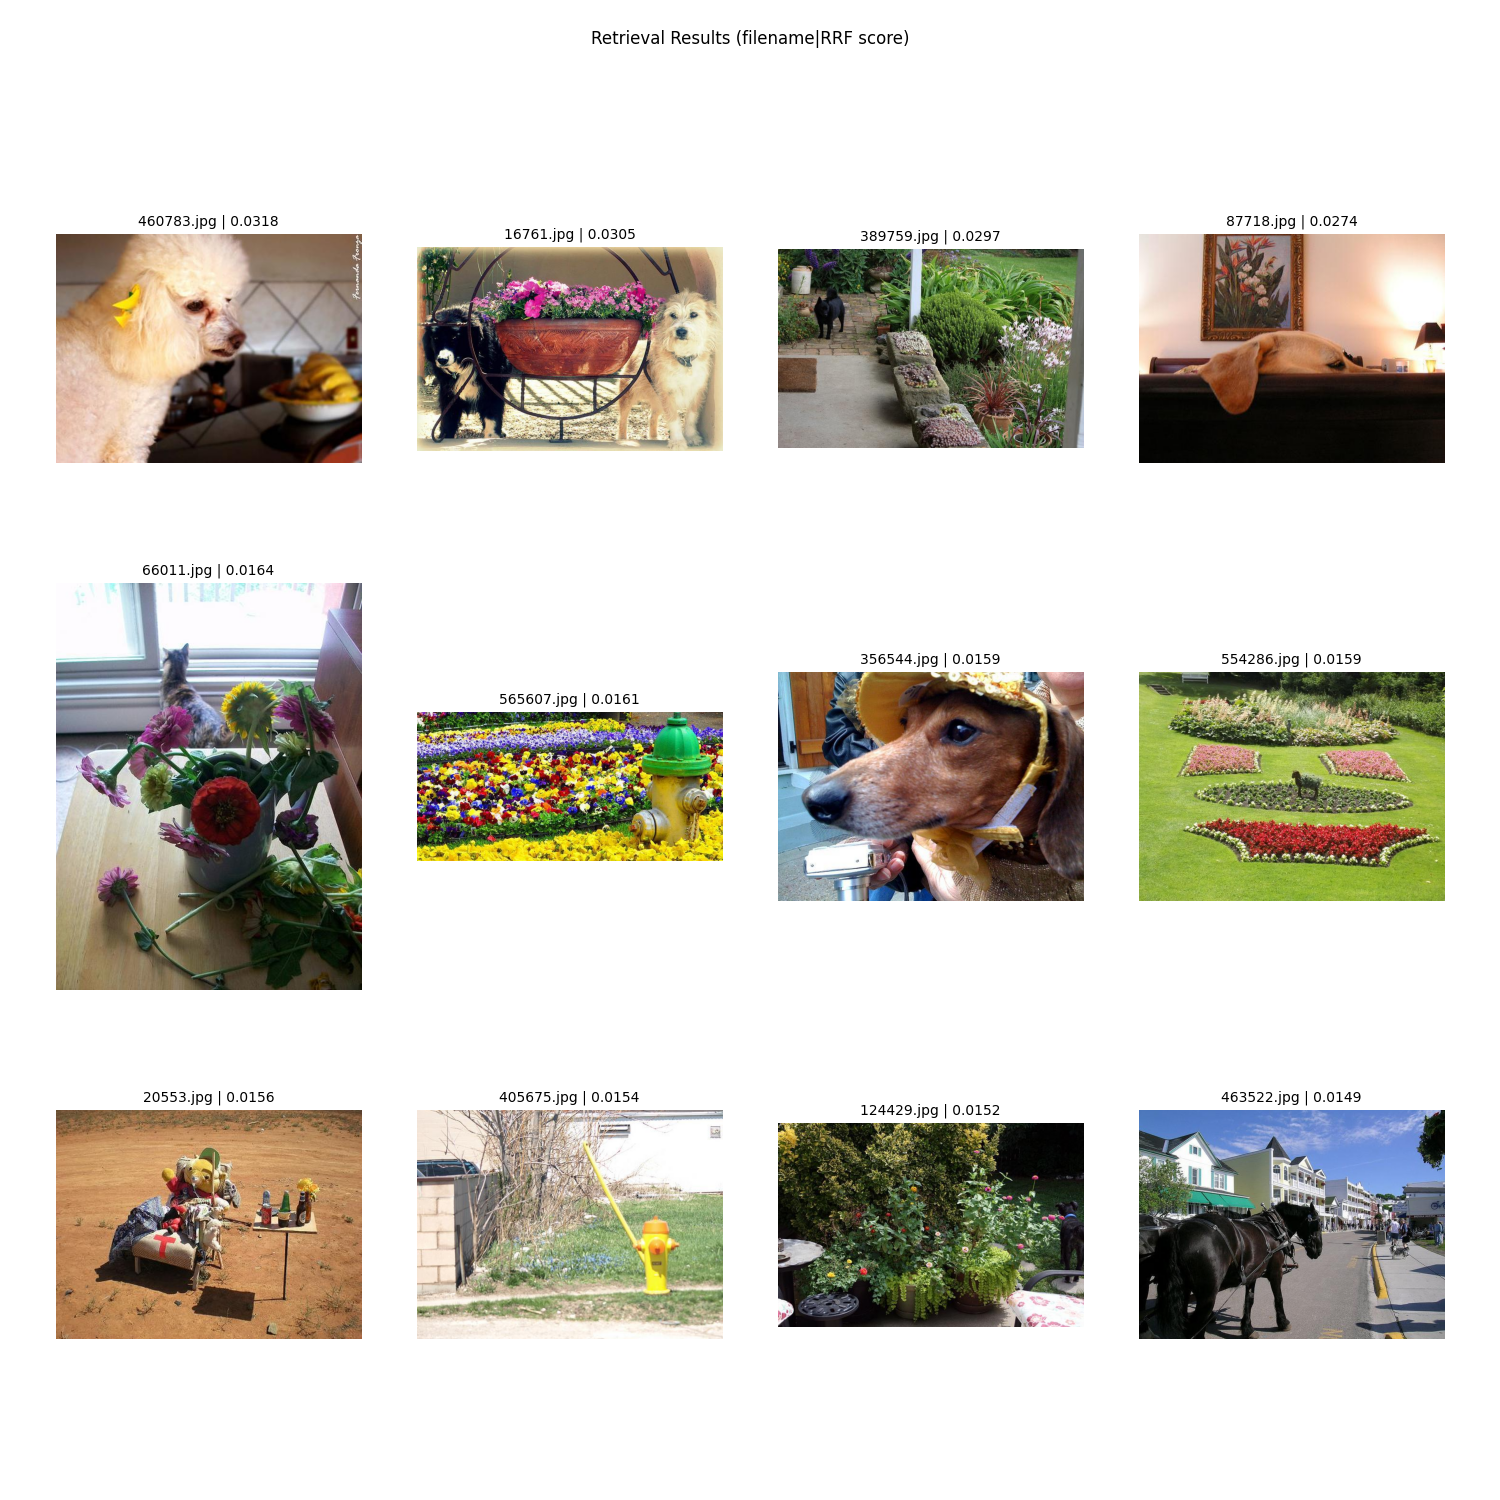 Retrieval Results (filename|RRF score)
460783.jpg | 0.0318
16761.jpg | 0.0305
389759.jpg | 0.0297
87718.jpg | 0.0274
66011.jpg | 0.0164
565607.jpg | 0.0161
356544.jpg | 0.0159
554286.jpg | 0.0159
20553.jpg | 0.0156
405675.jpg | 0.0154
124429.jpg | 0.0152
463522.jpg | 0.0149
T